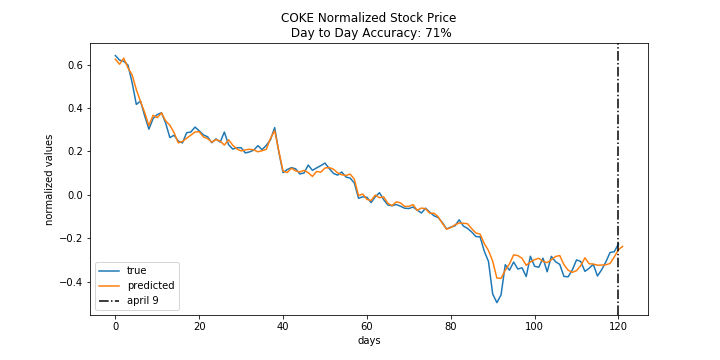 COKE Normalized Stock Price
Day to Day Accuracy: 71%
normalized values
0.6
0.4
0.2
0.0
−0.2
−0.4
true
predicted
april 9
0
20
40
60
80
100
120
days